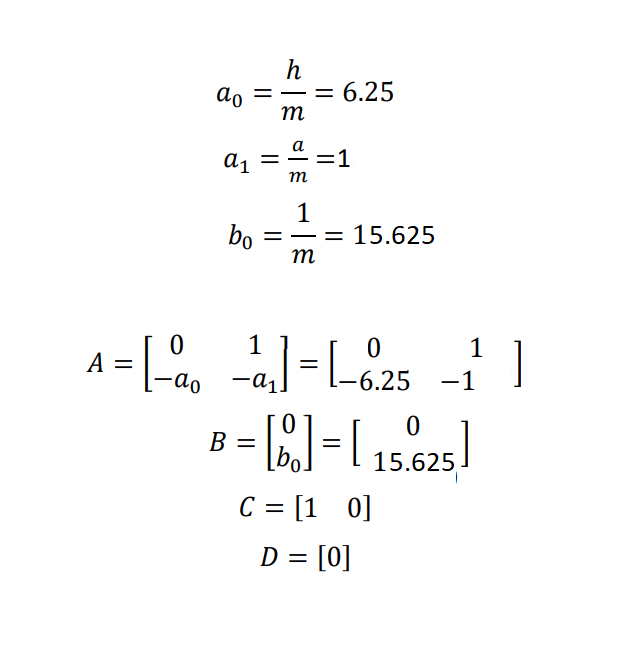 a₀ = h/m = 6.25
a₁ = a/m =1
b₀ = 1/m = 15.625
A = [0 1; −a₀ −a₁] = [0 1; −6.25 −1]
B = [0; b₀] = [0; 15.625]
C = [1 0]
D = [0]